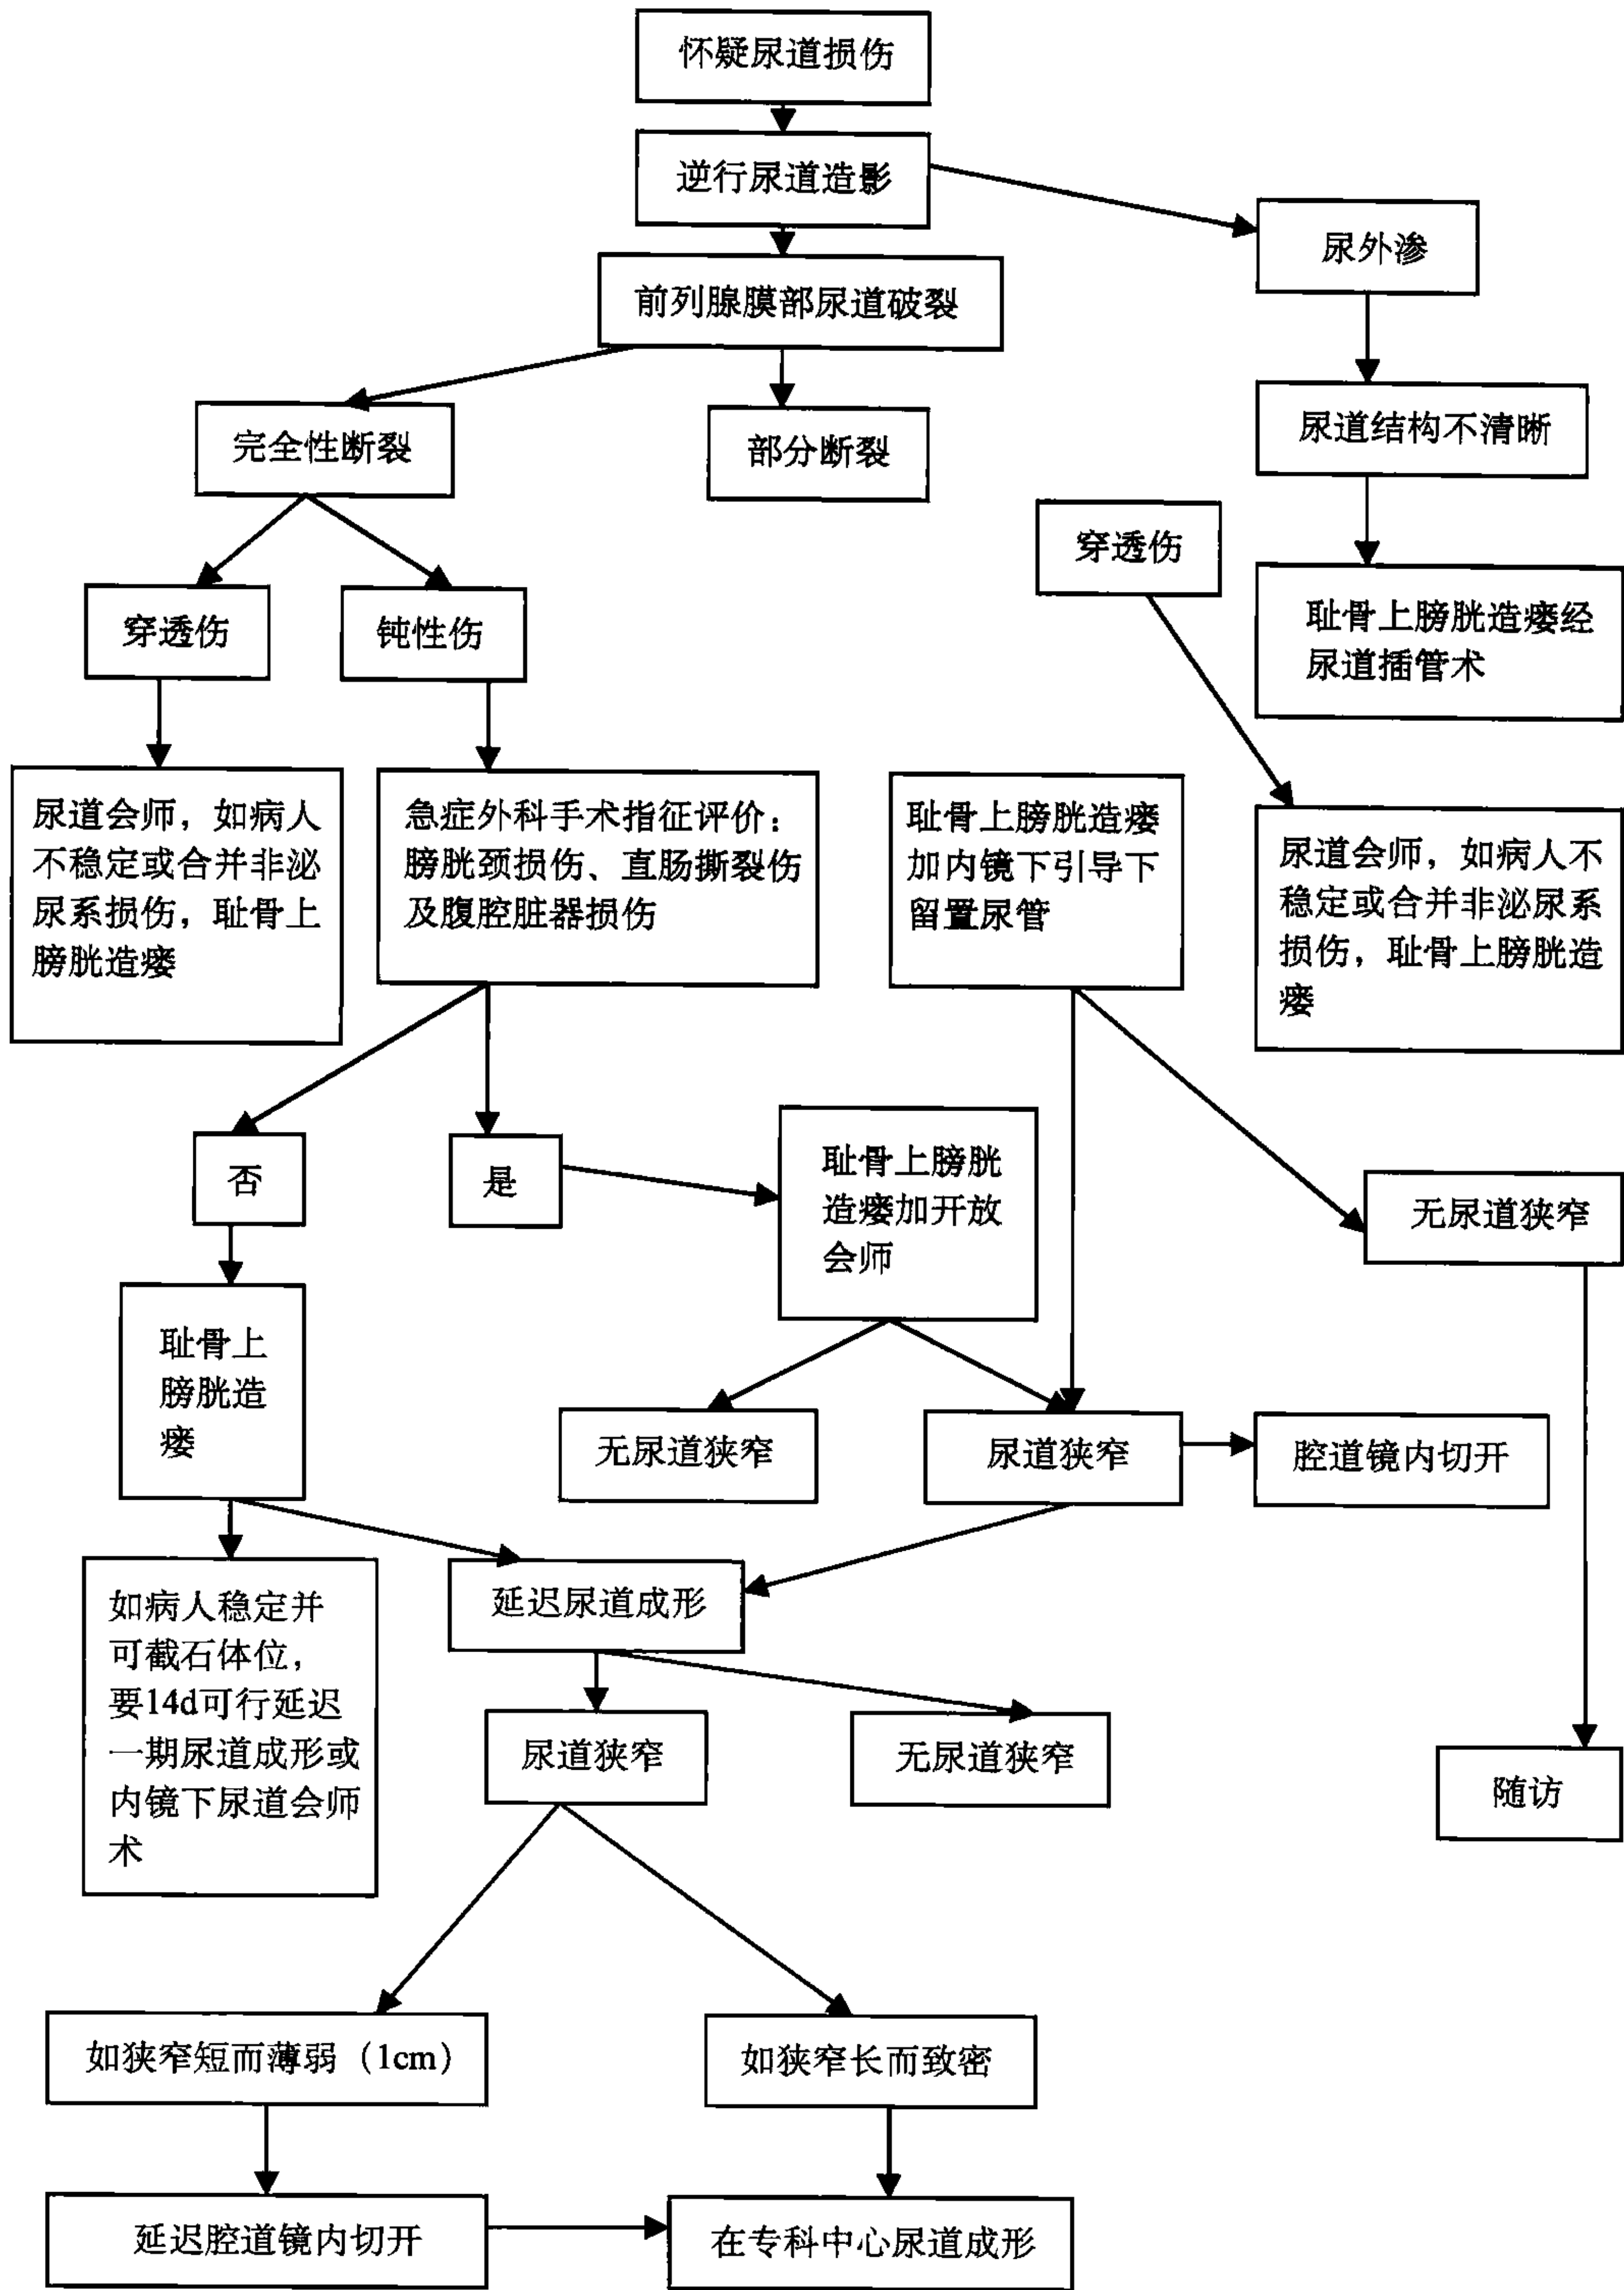 怀疑尿道损伤
逆行尿道造影
尿外渗
前列腺膜部尿道破裂
尿道结构不清晰
完全性断裂
部分断裂
穿透伤
耻骨上膀胱造瘘经
尿道插管术
穿透伤
钝性伤
尿道会师，如病人
不稳定或合并非泌
尿系损伤，耻骨上
膀胱造瘘
急症外科手术指征评价：
膀胱颈损伤、直肠撕裂伤
及腹腔脏器损伤
耻骨上膀胱造瘘
加内镜下引导下
留置尿管
尿道会师，如病人不
稳定或合并非泌尿系
损伤，耻骨上膀胱造
瘘
否
是
耻骨上膀胱
造瘘加开放
会师
无尿道狭窄
耻骨上
膀胱造
瘘
无尿道狭窄
尿道狭窄
腔道镜内切开
如病人稳定并
可截石体位，
要14d可行延迟
一期尿道成形或
内镜下尿道会师
术
延迟尿道成形
尿道狭窄
无尿道狭窄
随访
如狭窄短而薄弱（1cm）
如狭窄长而致密
延迟腔道镜内切开
在专科中心尿道成形